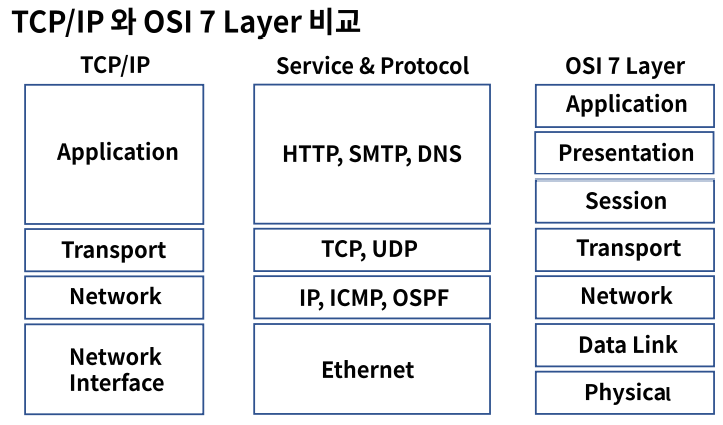 TCP/IP 와 OSI 7 Layer 비교
TCP/IP
Service & Protocol
OSI 7 Layer
Application
HTTP, SMTP, DNS
Application
Presentation
Session
Transport
TCP, UDP
Transport
Network
IP, ICMP, OSPF
Network
Network
Interface
Ethernet
Data Link
Physical